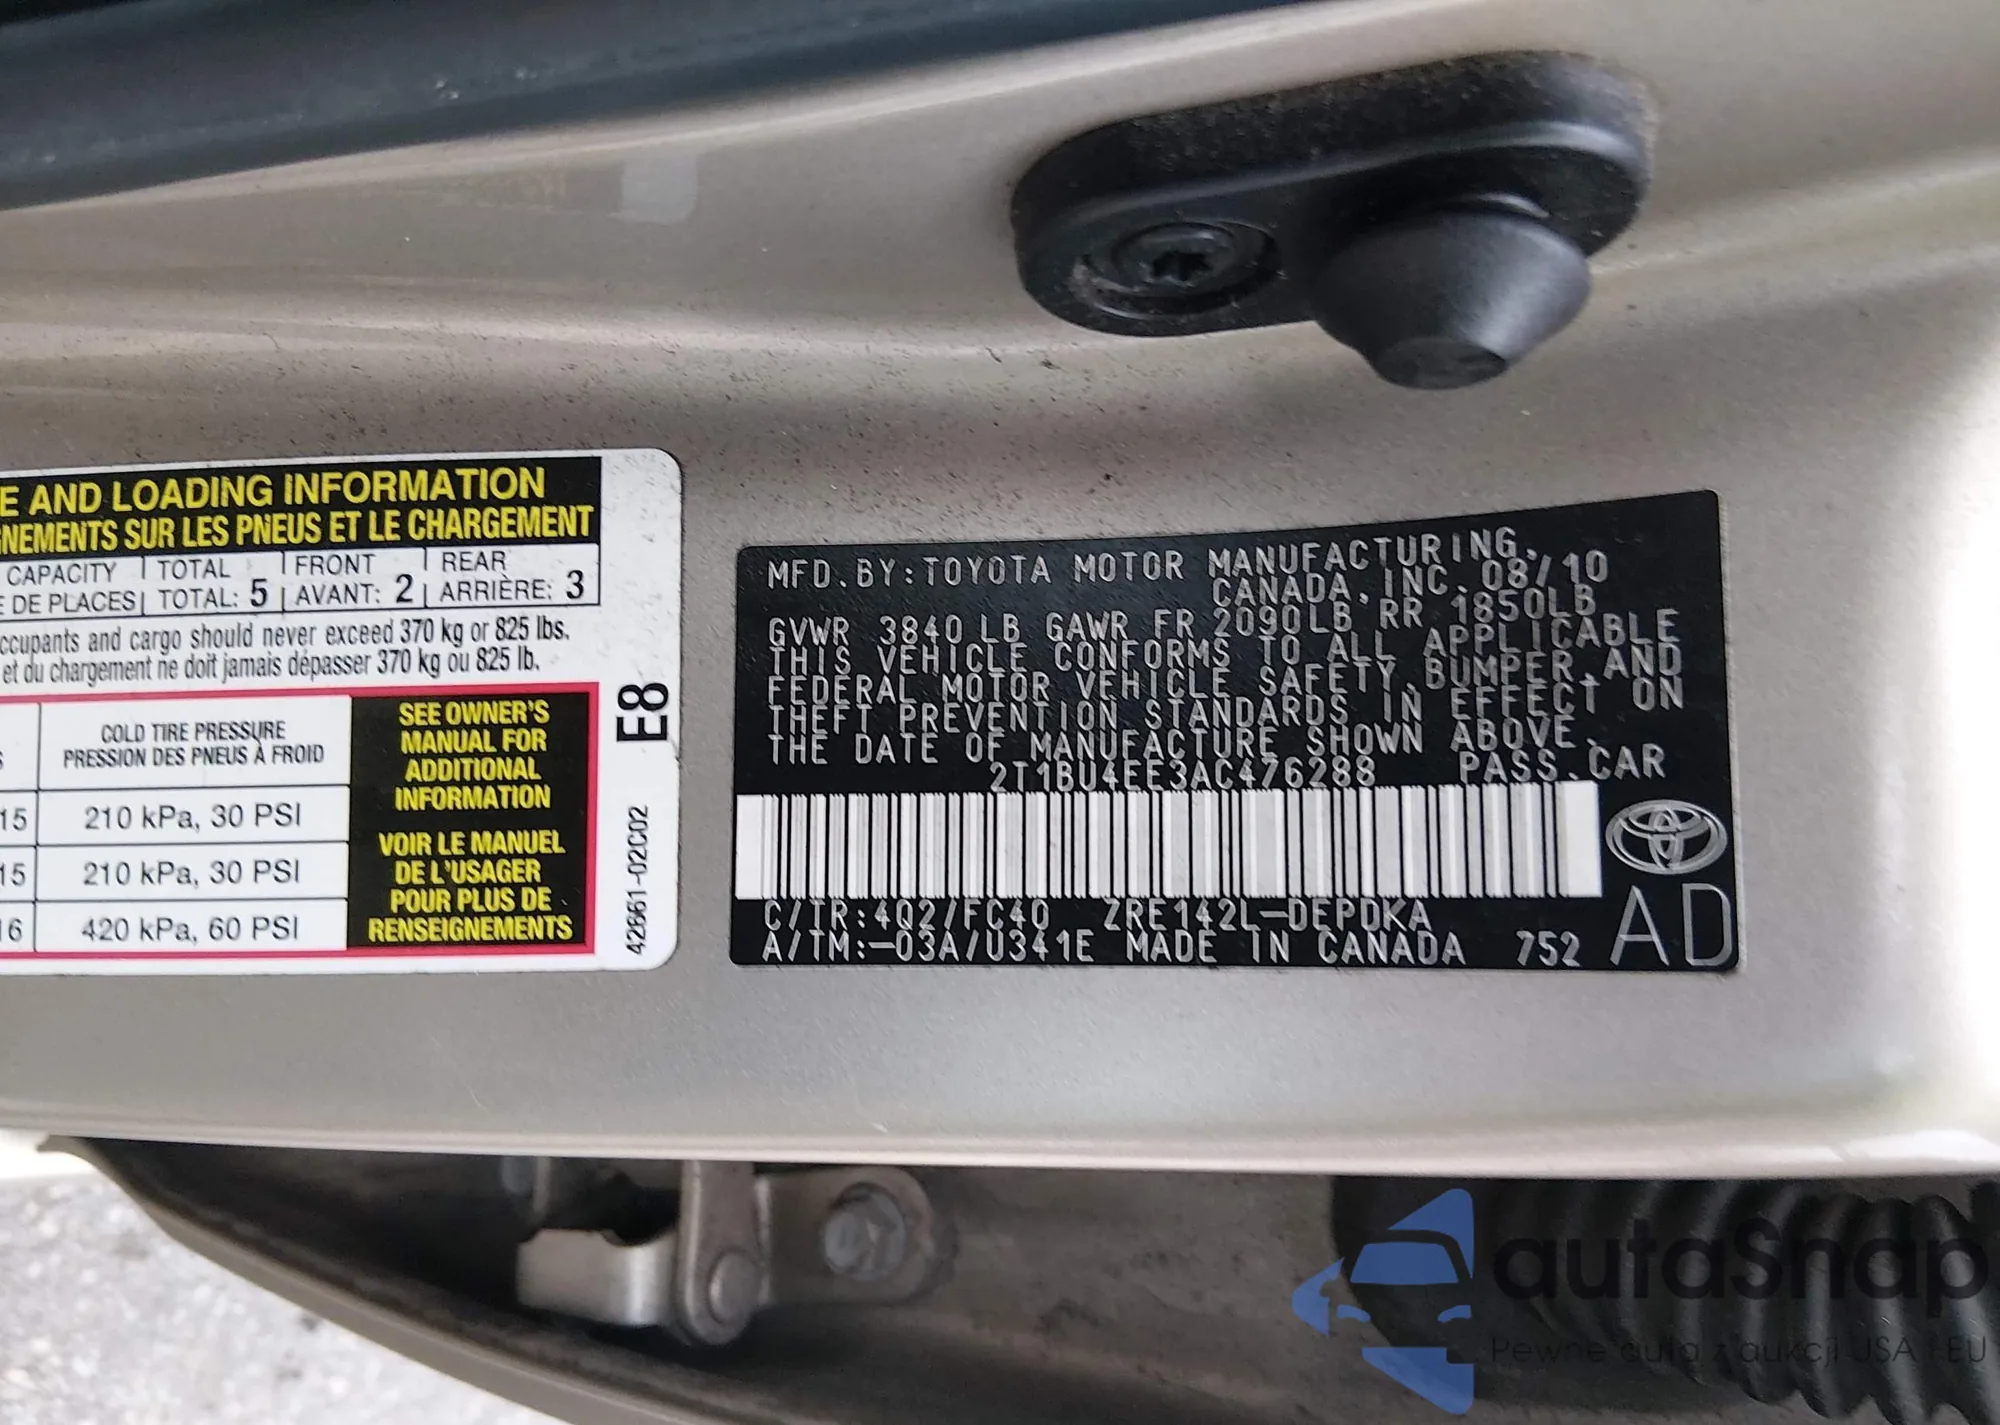 E AND LOADING INFORMATION
GNEMENTS SUR LES PNEUS ET LE CHARGEMENT
CAPACITY TOTAL FRONT REAR
E DE PLACES TOTAL: 5 AVANT: 2 ARRIÈRE: 3
ccupants and cargo should never exceed 370 kg or 825 lbs.
et du chargement ne doit jamais dépasser 370 kg ou 825 lb.
COLD TIRE PRESSURE
PRESSION DES PNEUS À FROID
15 210 kPa, 30 PSI
15 210 kPa, 30 PSI
16 420 kPa, 60 PSI
SEE OWNER'S
MANUAL FOR
ADDITIONAL
INFORMATION
VOIR LE MANUEL
DE L'USAGER
POUR PLUS DE
RENSEIGNEMENTS
E8
42661-02C02
MFD.BY:TOYOTA MOTOR MANUFACTURING,
CANADA,INC.08/10
GVWR 3840 LB GAWR FR 2090LB RR 1850LB
THIS VEHICLE CONFORMS TO ALL APPLICABLE
FEDERAL MOTOR VEHICLE SAFETY,BUMPER,AND
THEFT PREVENTION STANDARDS IN EFFECT ON
THE DATE OF MANUFACTURE SHOWN ABOVE.
2T1BU4EE3AC476288 PASS.CAR
C/TR:4Q2/FC40 ZRE142L-DEPDKA
A/TM:-03A/U341E MADE IN CANADA 752
AD
autaSnap
Pewne auta z aukcji USA i EU